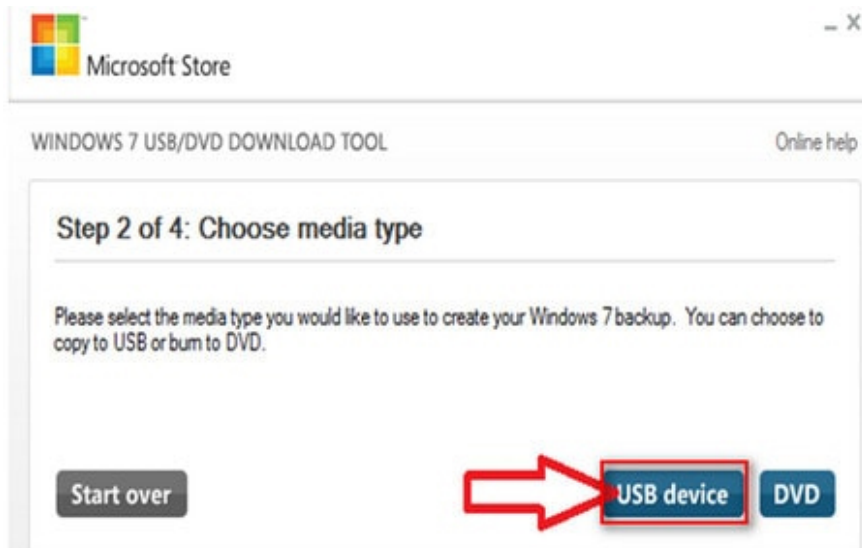 Microsoft Store
WINDOWS 7 USB/DVD DOWNLOAD TOOL
Online help
Step 2 of 4: Choose media type
Please select the media type you would like to use to create your Windows 7 backup. You can choose to
copy to USB or burn to DVD.
Start over
USB device
DVD